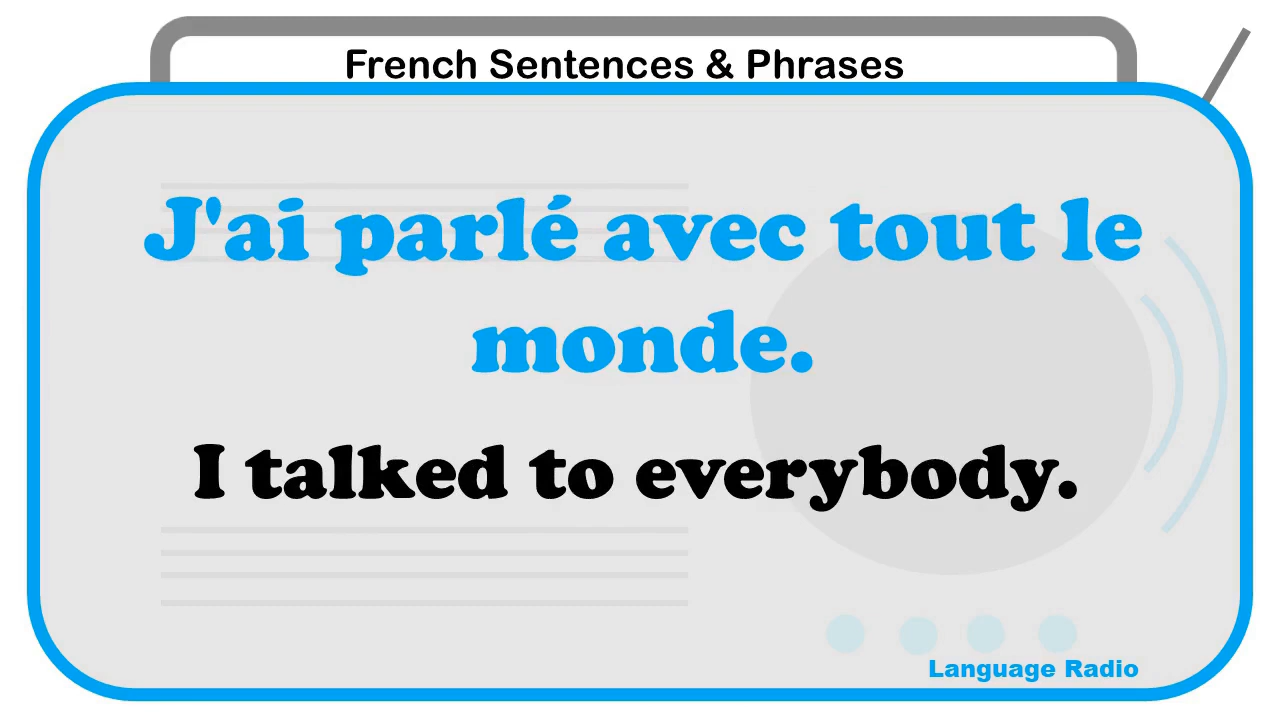 French Sentences & Phrases
J'ai parlé avec tout le
monde.
I talked to everybody.
Language Radio